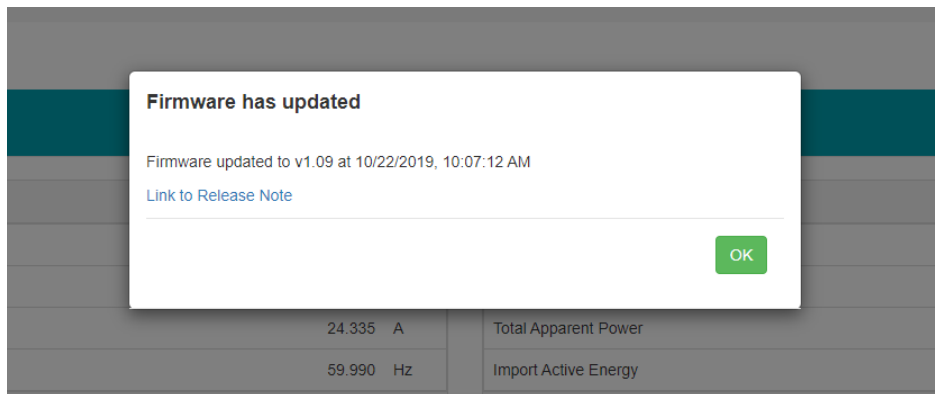 Firmware has updated
Firmware updated to v1.09 at 10/22/2019, 10:07:12 AM
Link to Release Note
OK
24.335 A Total Apparent Power
59.990 Hz Import Active Energy